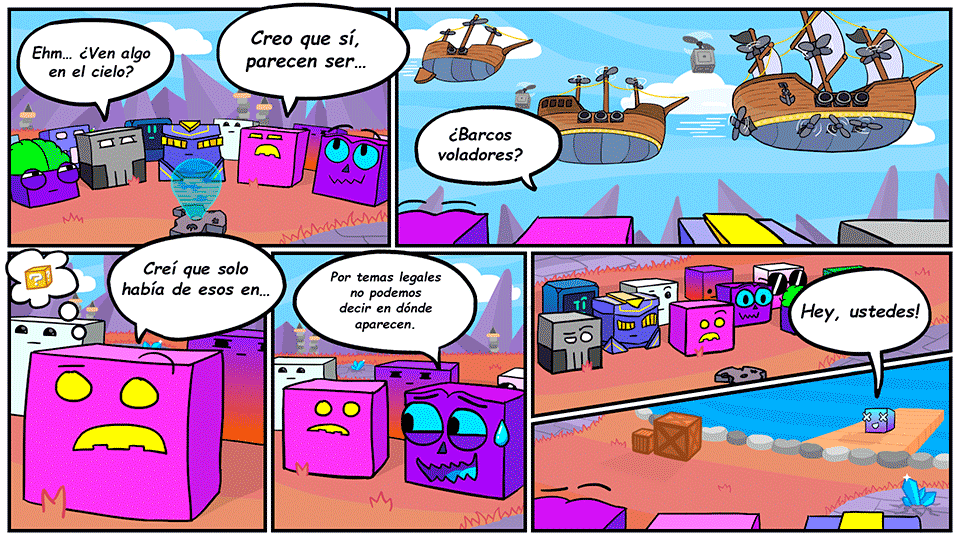 Ehm... ¿Ven algo
en el cielo?
Creo que sí,
parecen ser...
¿Barcos
voladores?
?
Creí que solo
había de esos en...
Por temas legales
no podemos
decir en dónde
aparecen.
Hey, ustedes!